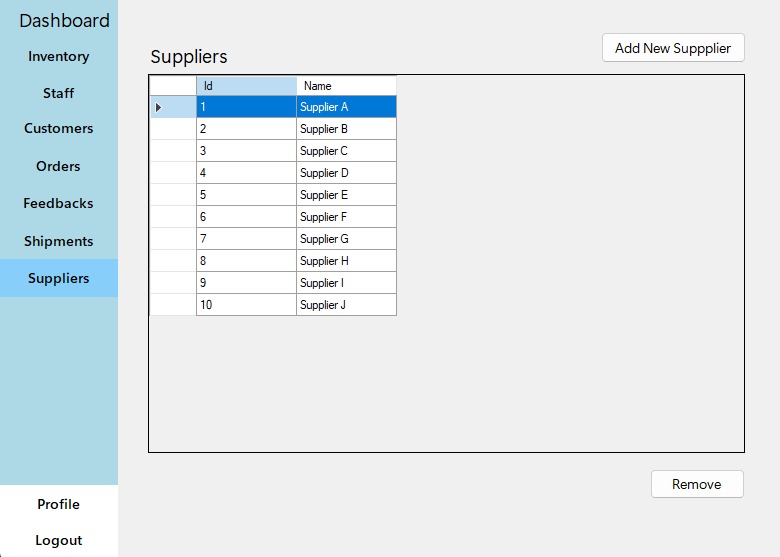 Dashboard
Inventory
Staff
Customers
Orders
Feedbacks
Shipments
Suppliers
Profile
Logout
Suppliers
Add New Suppplier
Id Name
1 Supplier A
2 Supplier B
3 Supplier C
4 Supplier D
5 Supplier E
6 Supplier F
7 Supplier G
8 Supplier H
9 Supplier I
10 Supplier J
Remove